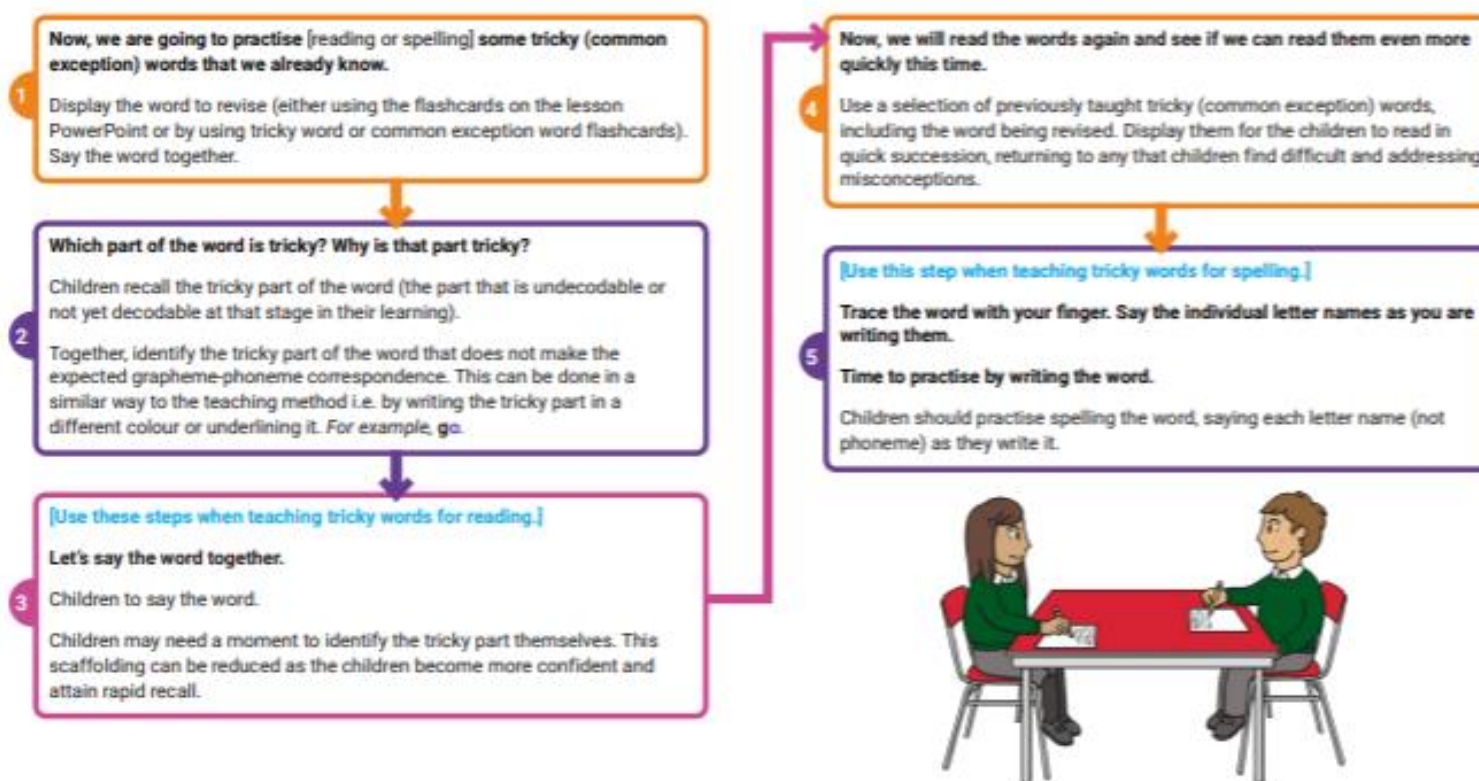 1
Now, we are going to practise [reading or spelling] some tricky (common
exception) words that we already know.
Display the word to revise (either using the flashcards on the lesson
PowerPoint or by using tricky word or common exception word flashcards).
Say the word together.
2
Which part of the word is tricky? Why is that part tricky?
Children recall the tricky part of the word (the part that is undecodable or
not yet decodable at that stage in their learning).
Together, identify the tricky part of the word that does not make the
expected grapheme-phoneme correspondence. This can be done in a
similar way to the teaching method i.e. by writing the tricky part in a
different colour or underlining it. For example, go.
3
[Use these steps when teaching tricky words for reading.]
Let's say the word together.
Children to say the word.
Children may need a moment to identify the tricky part themselves. This
scaffolding can be reduced as the children become more confident and
attain rapid recall.
4
Now, we will read the words again and see if we can read them even more
quickly this time.
Use a selection of previously taught tricky (common exception) words,
including the word being revised. Display them for the children to read in
quick succession, returning to any that children find difficult and addressing
misconceptions.
5
[Use this step when teaching tricky words for spelling.]
Trace the word with your finger. Say the individual letter names as you are
writing them.
Time to practise by writing the word.
Children should practise spelling the word, saying each letter name (not
phoneme) as they write it.